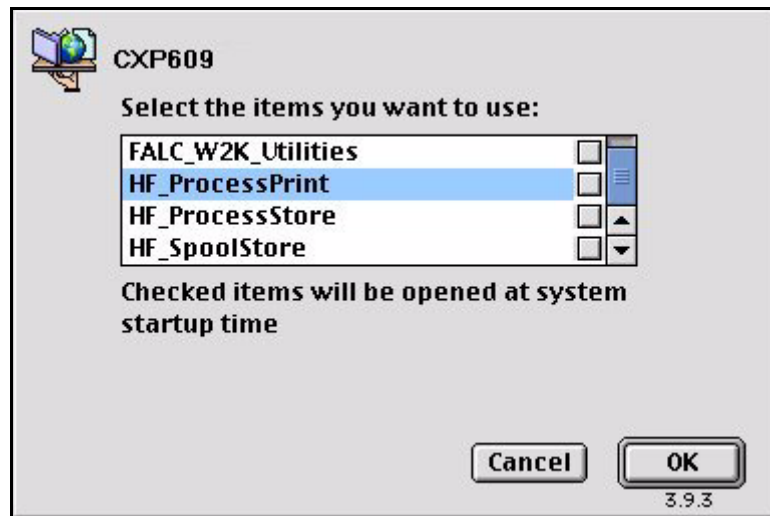 CXP609
Select the items you want to use:
FALC_W2K_Utilities
HF_ProcessPrint
HF_ProcessStore
HF_SpoolStore
Checked items will be opened at system
startup time
Cancel
OK
3.9.3